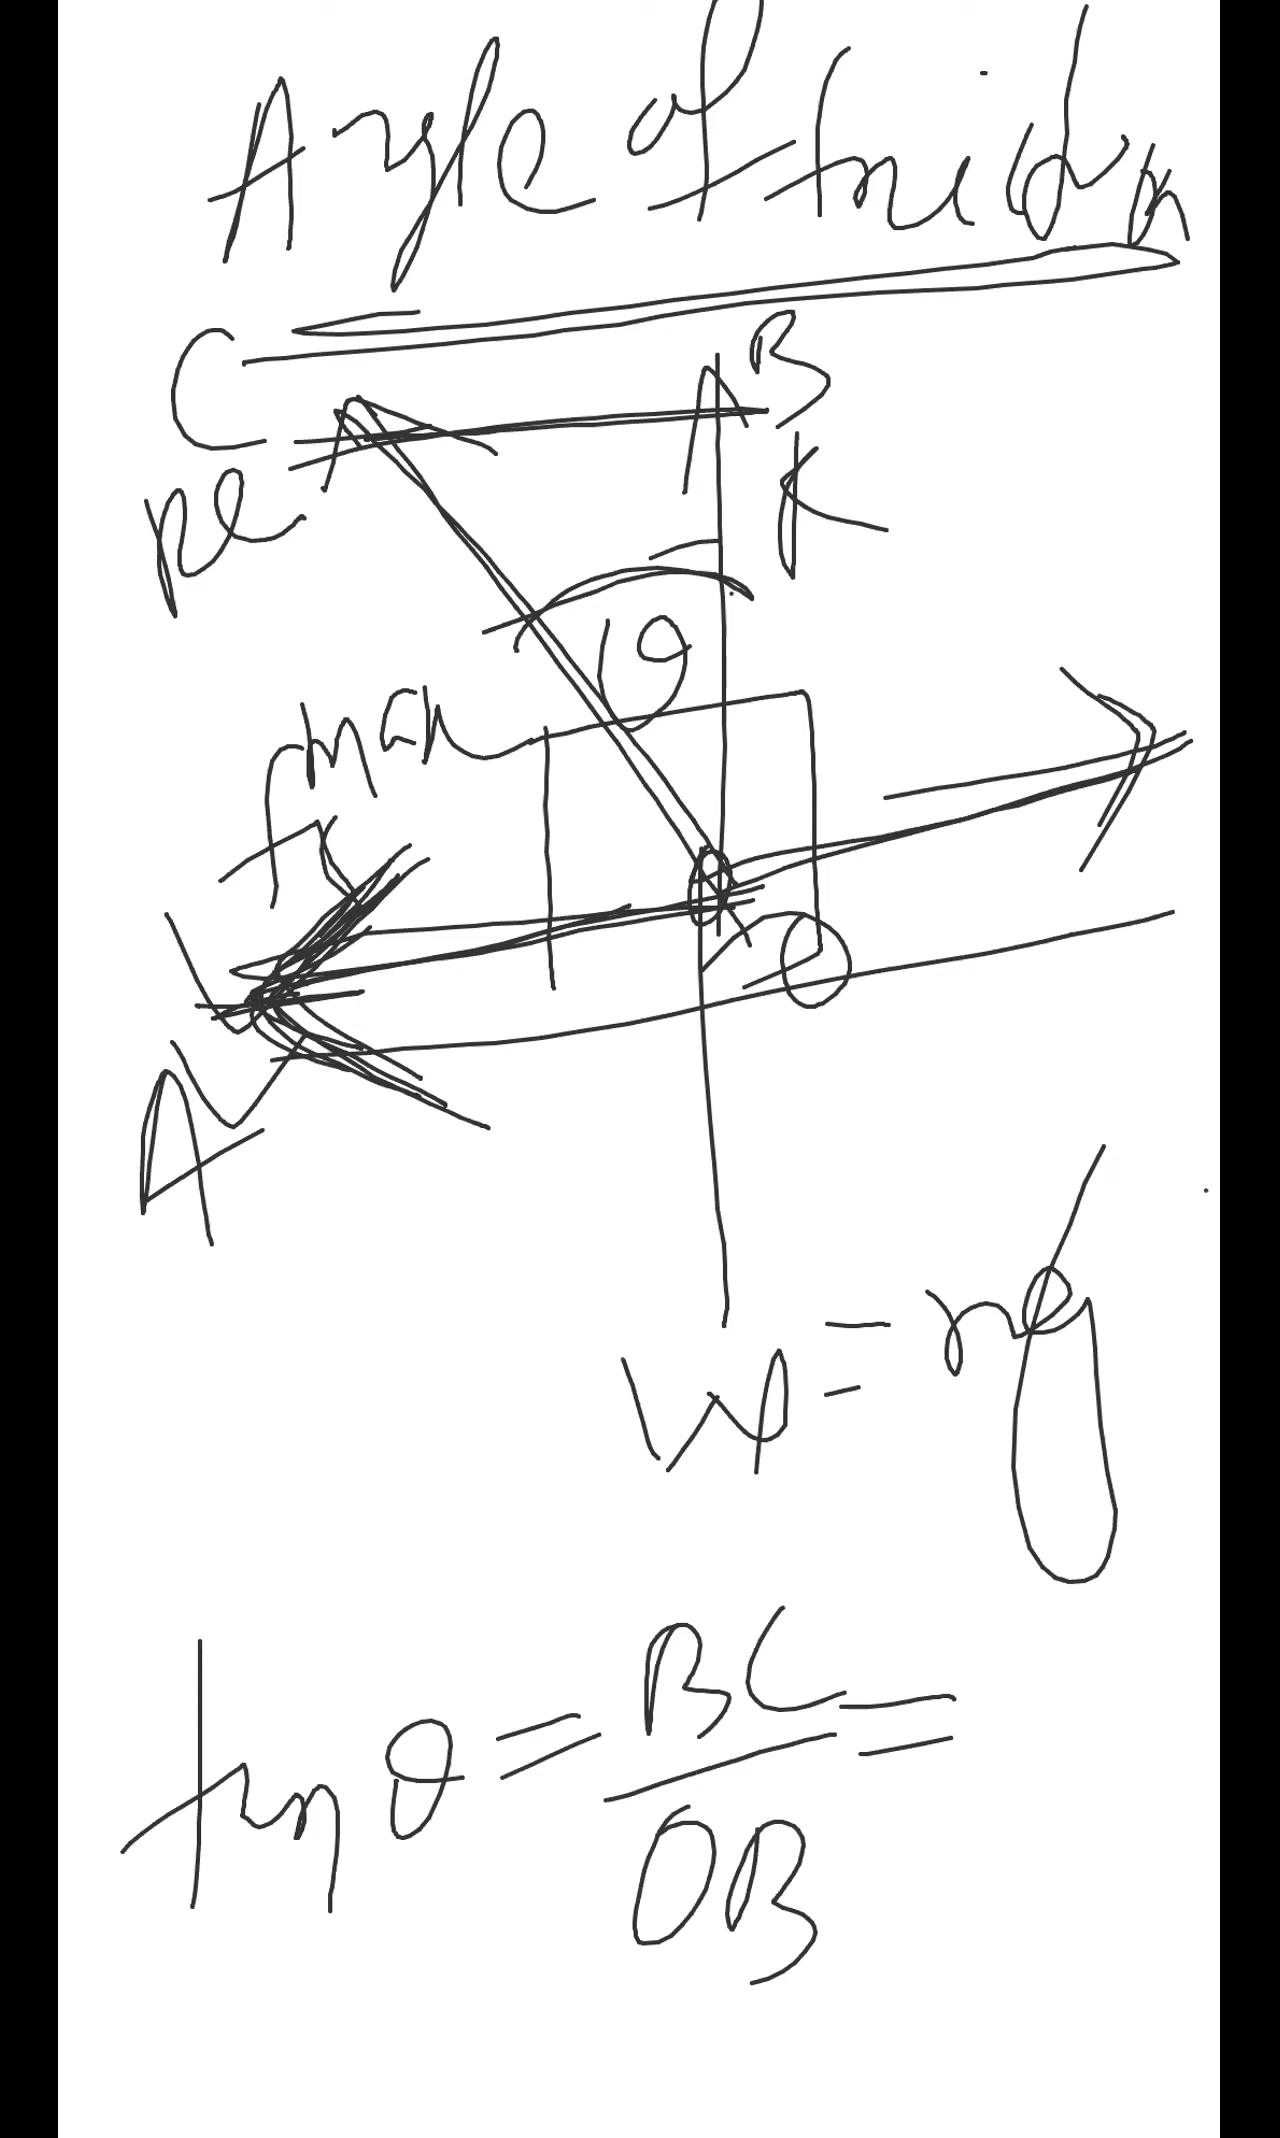 Angle of friction
C
B
R
θ
fmax
A
O
W = mg
tan θ = BC =
OB